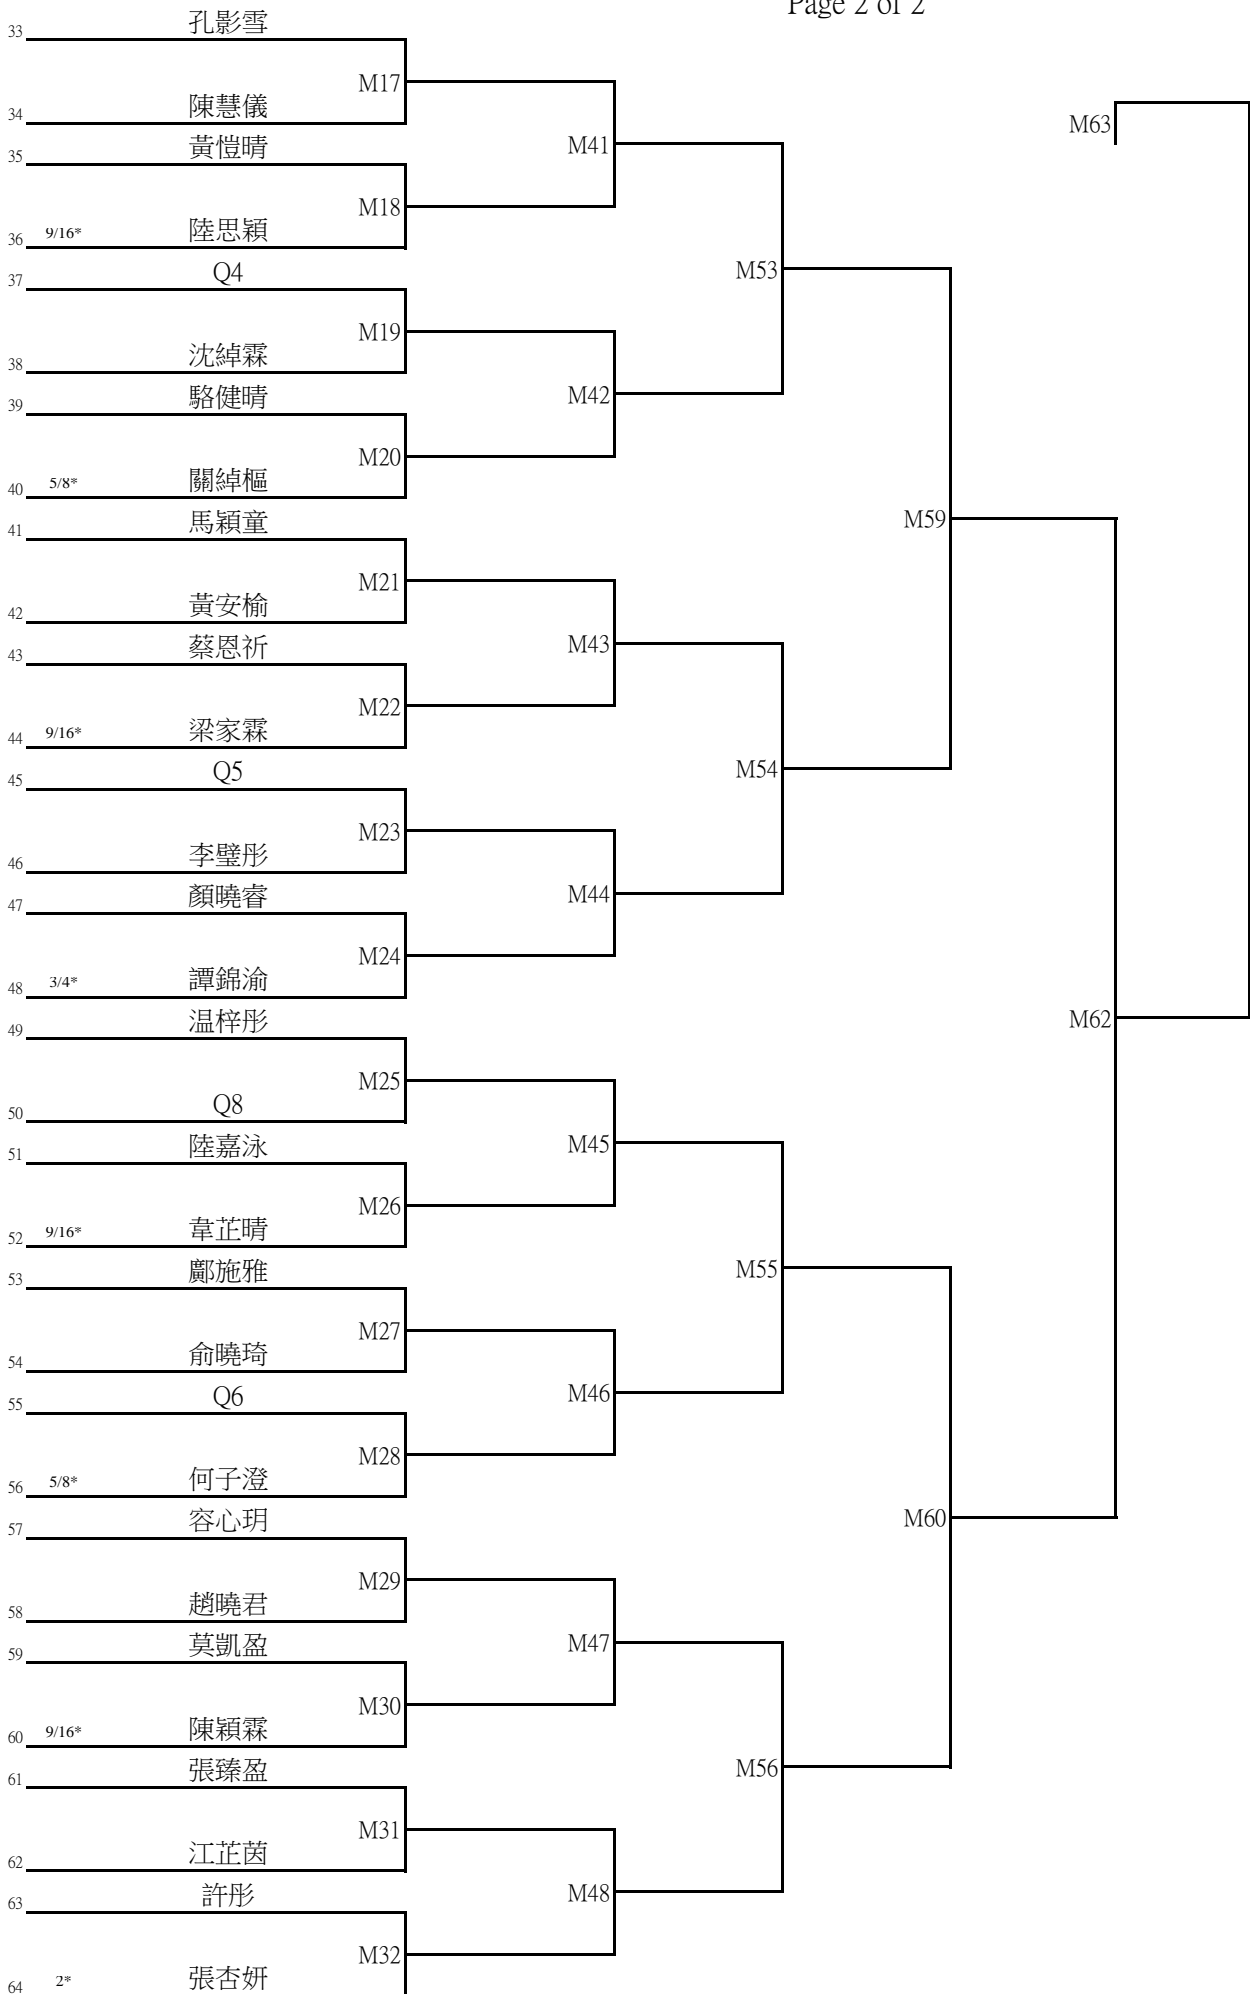 Page 2 of 2
33 孔影雪
M17
34 陳慧儀
M63
35 黃愷晴
M41
M18
36 9/16* 陸思穎
37 Q4
M53
M19
38 沈綽霖
39 駱健晴
M42
M20
40 5/8* 關綽樞
41 馬穎童
M59
M21
42 黃安榆
43 蔡恩祈
M43
M22
44 9/16* 梁家霖
45 Q5
M54
M23
46 李璧彤
47 顏曉睿
M44
M24
48 3/4* 譚錦渝
49 温梓彤
M62
M25
50 Q8
51 陸嘉泳
M45
M26
52 9/16* 韋芷晴
53 鄺施雅
M55
M27
54 俞曉琦
55 Q6
M46
M28
56 5/8* 何子澄
57 容心玥
M60
M29
58 趙曉君
59 莫凱盈
M47
M30
60 9/16* 陳穎霖
61 張臻盈
M56
M31
62 江芷茵
63 許彤
M48
M32
64 2* 張杏妍